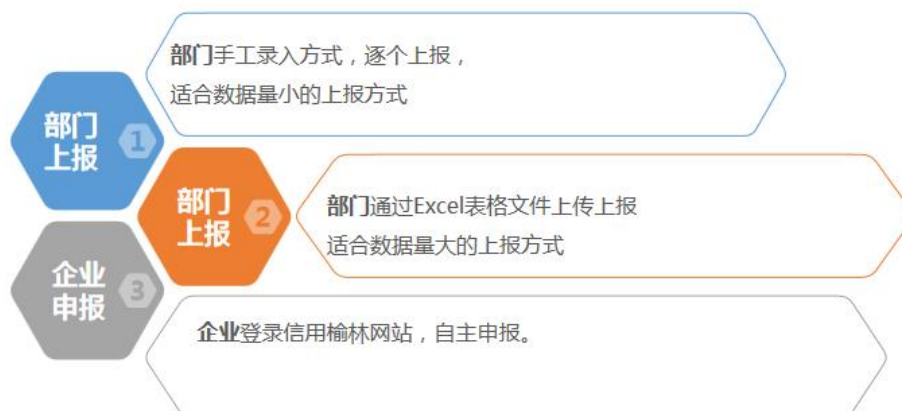 部门
上报
1
部门手工录入方式，逐个上报，
适合数据量小的上报方式
部门
上报
2
部门通过Excel表格文件上传上报
适合数据量大的上报方式
企业
申报
3
企业登录信用榆林网站，自主申报。